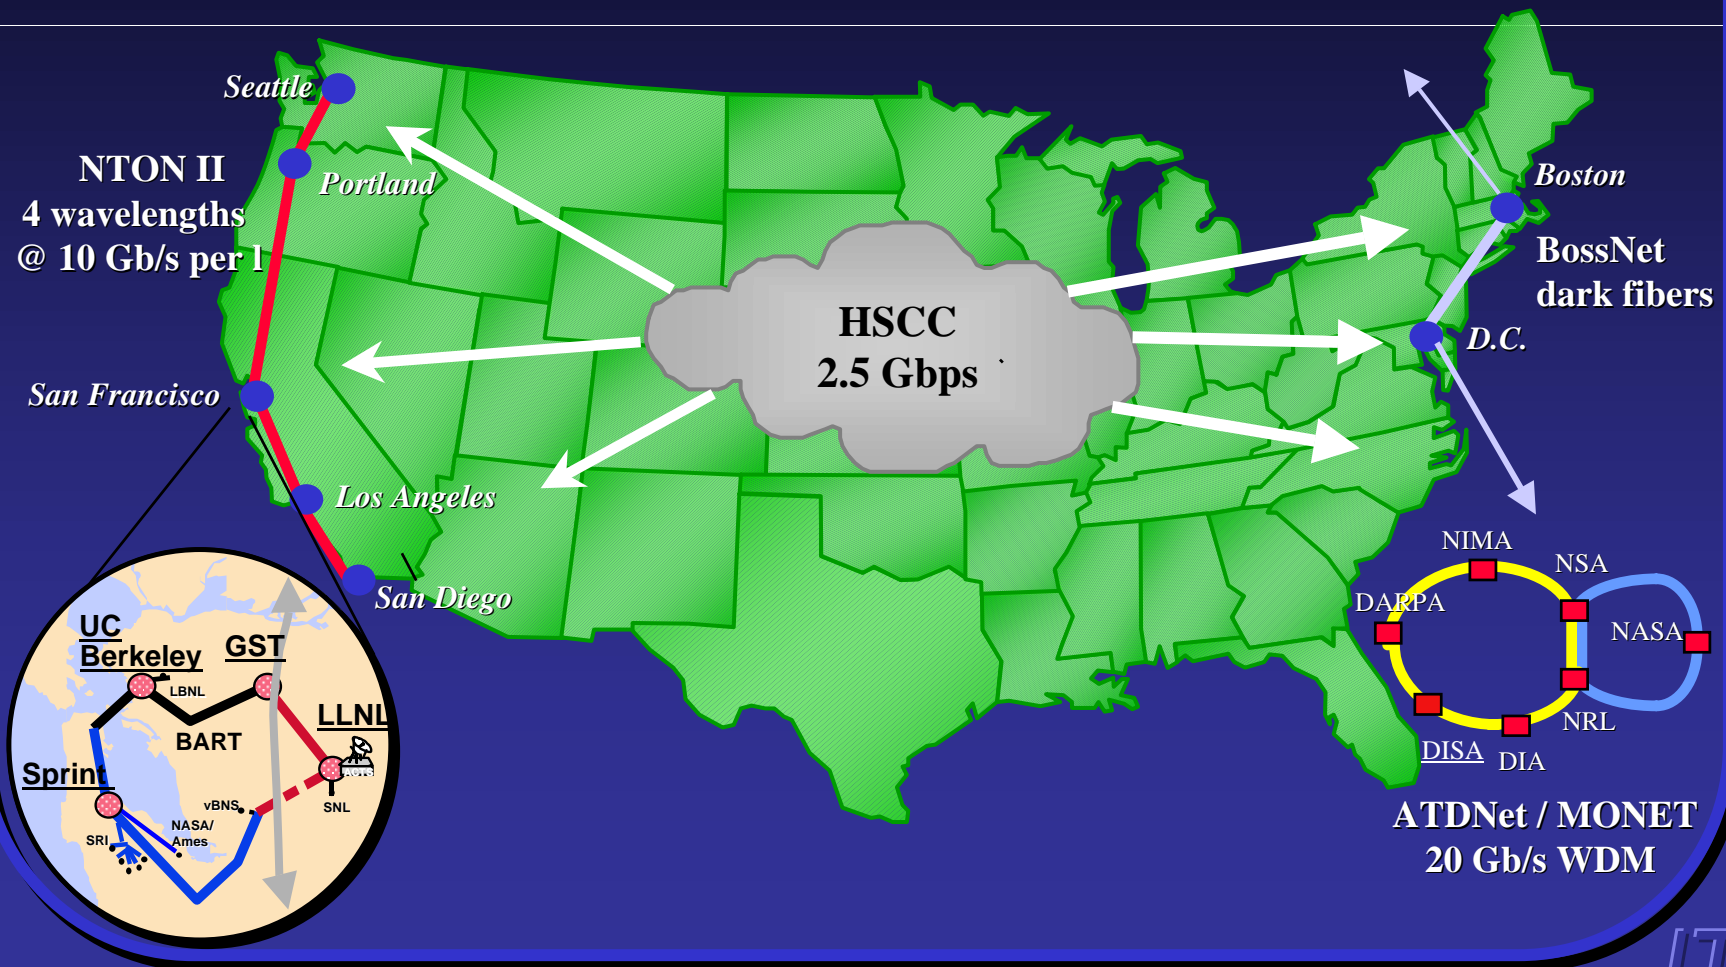 Seattle
NTON II
4 wavelengths
@ 10 Gb/s per l
Portland
San Francisco
Los Angeles
San Diego
HSCC
2.5 Gbps
Boston
BossNet
dark fibers
D.C.
NIMA
NSA
DARPA
NASA
NRL
DISA
DIA
ATDNet / MONET
20 Gb/s WDM
UC
Berkeley
GST
LBNL
LLNL
BART
Sprint
vBNS
SNL
NASA/
Ames
SRI